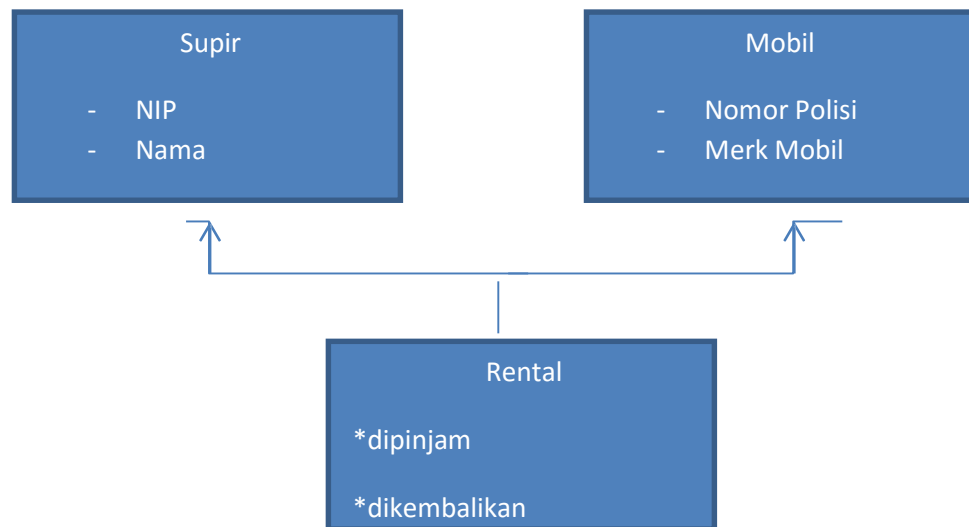 Supir
- NIP
- Nama
Mobil
- Nomor Polisi
- Merk Mobil
Rental
*dipinjam
*dikembalikan